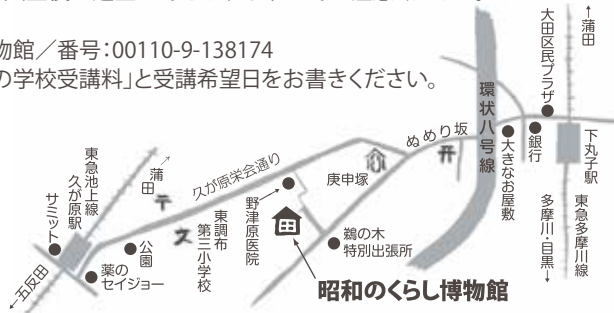 物館／番号:00110-9-138174
の学校受講料」と受講希望日をお書きください。
←蒲田
大田区民プラザ
環状八号線
ぬめり坂
大きなお屋敷
銀行
下丸子駅
東急多摩川線
多摩川・目黒→
蒲田→
東急池上線
久が原駅
サミット
久が原栄会通り
庚申塚
野津原医院
東調布
第三小学校
文
公園
薬の
セイジョー
←五反田
鵜の木
特別出張所
昭和のくらし博物館